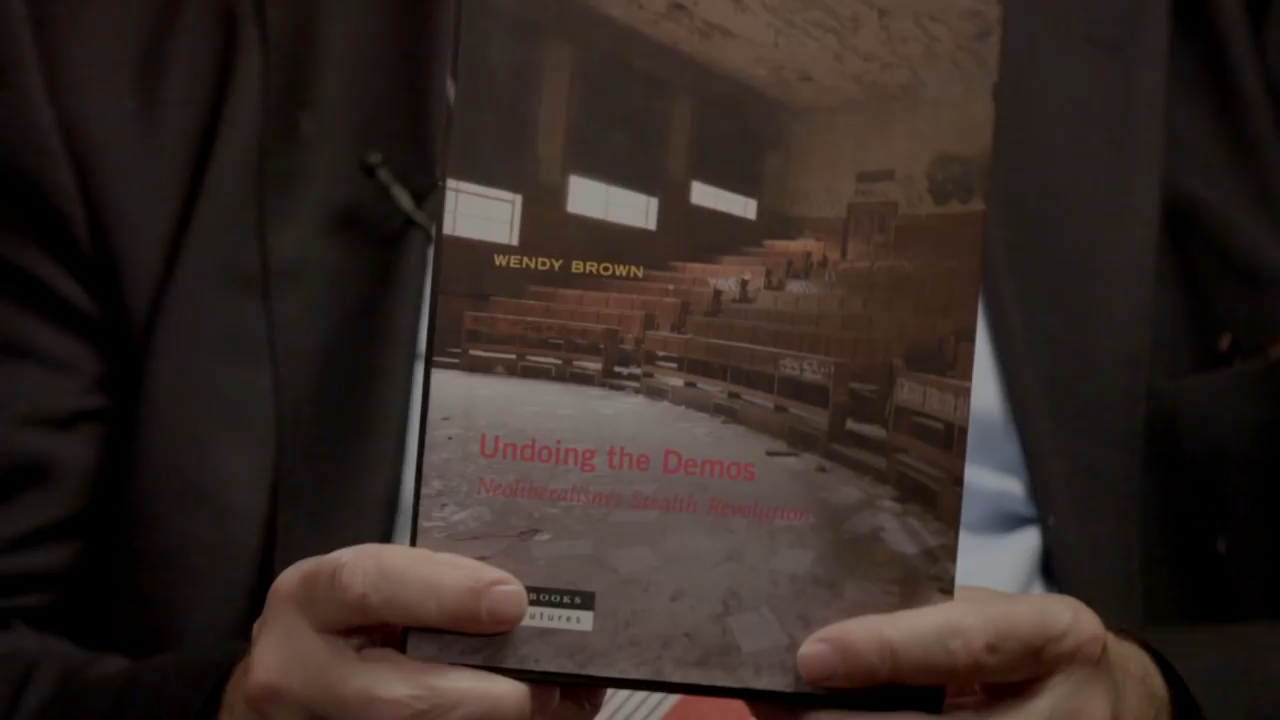 WENDY BROWN
Undoing the Demos
Neoliberalism's Stealth Revolution
BOOKS
utures